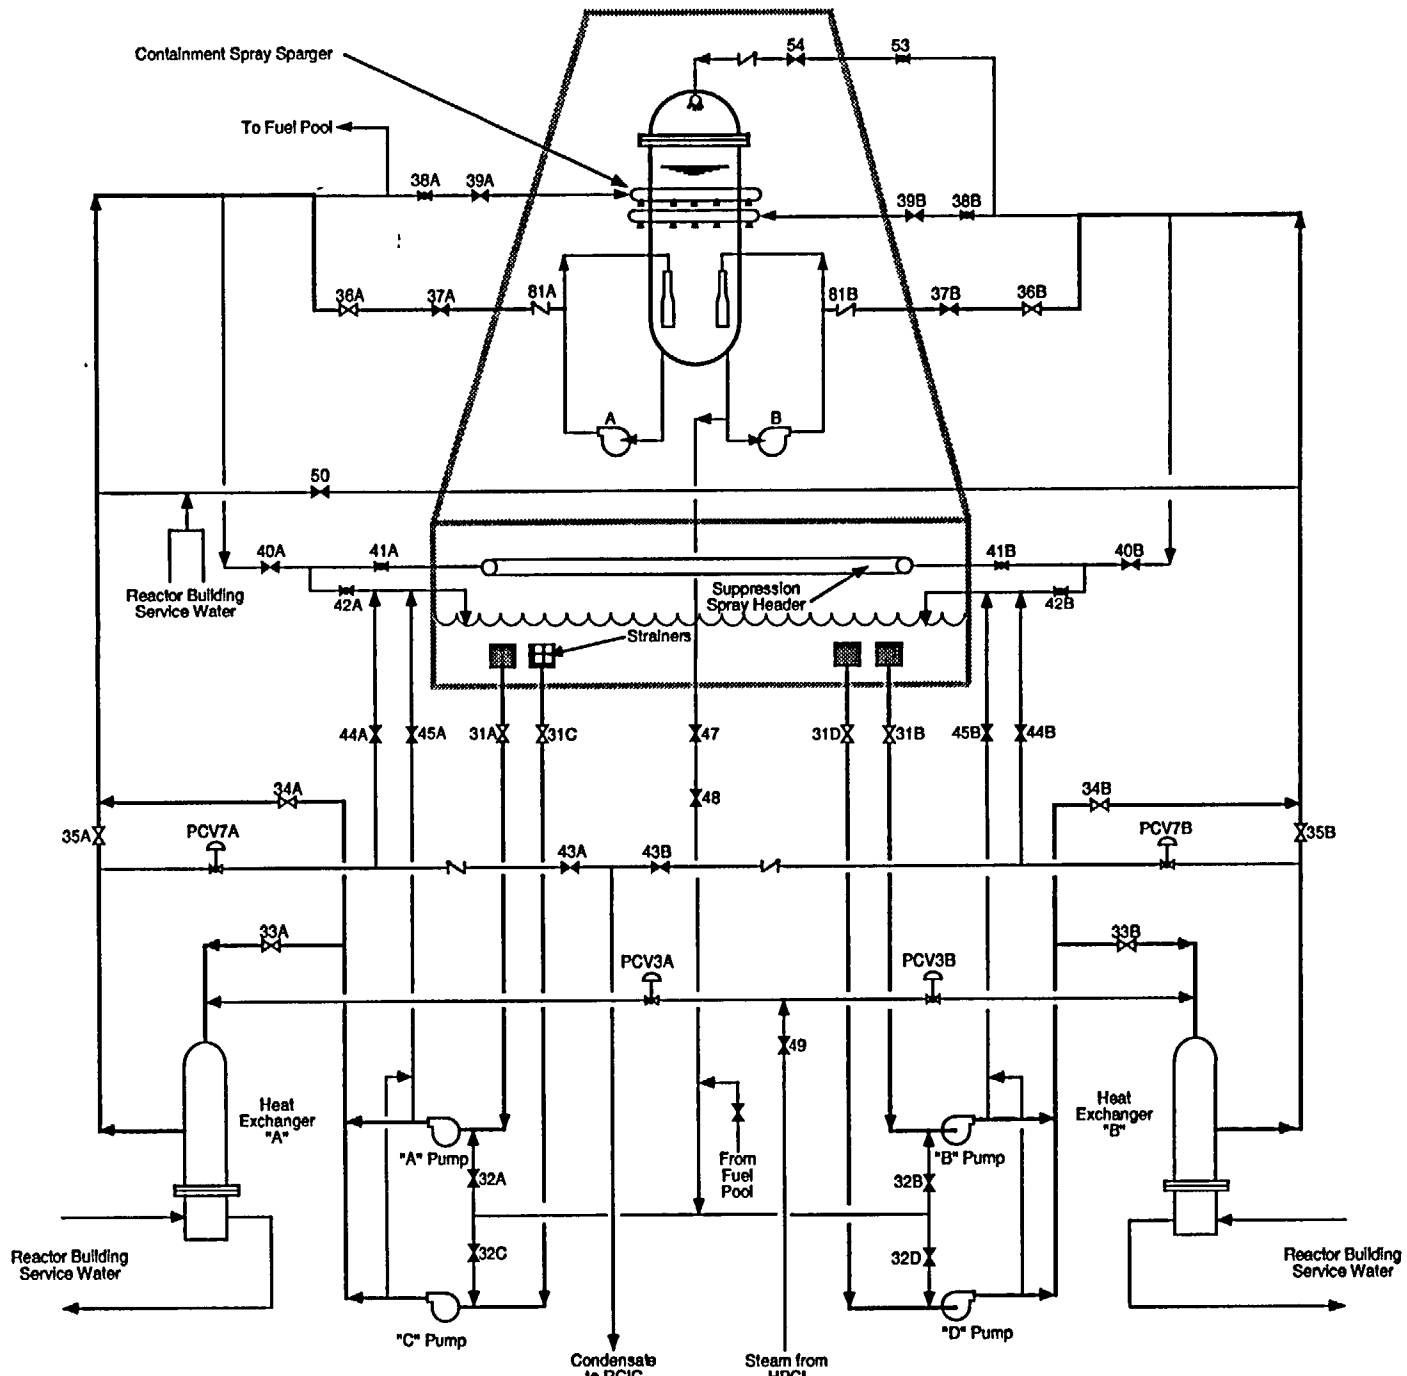 54
53
Containment Spray Sparger
To Fuel Pool
38A
39A
39B
38B
36A
37A
81A
81B
37B
36B
A
B
50
40A
41A
41B
40B
Reactor Building
Service Water
42A
Suppression
Spray Header
42B
Strainers
44A
45A
31A
31C
47
31D
31B
45B
44B
48
34A
34B
35A
PCV7A
43A
43B
PCV7B
35B
33A
33B
PCV3A
PCV3B
49
Heat
Exchanger
"A"
Heat
Exchanger
"B"
"A" Pump
"B" Pump
From
Fuel
Pool
32A
32B
32C
32D
Reactor Building
Service Water
Reactor Building
Service Water
"C" Pump
"D" Pump
Condensate
to RCIC
Steam from
HPCI